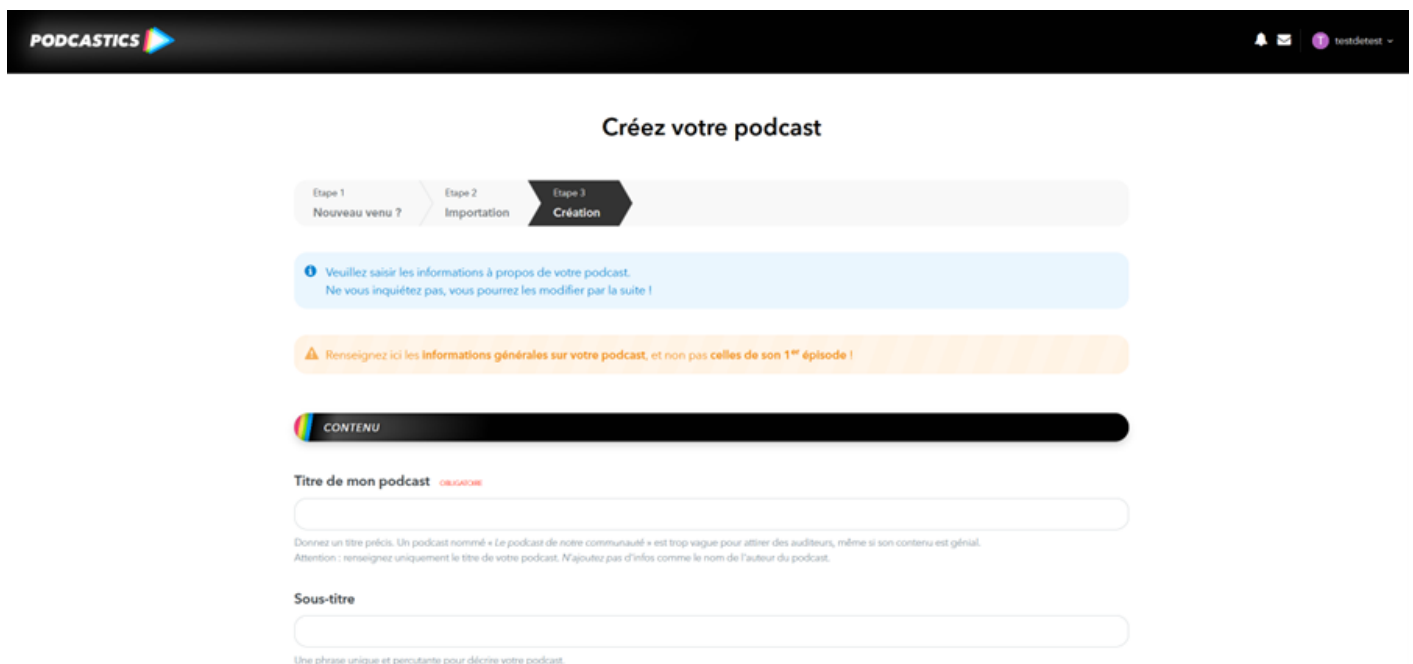 PODCASTICS
T testdetest
Créez votre podcast
Etape 1
Nouveau venu ?
Etape 2
Importation
Etape 3
Création
Veuillez saisir les informations à propos de votre podcast.
Ne vous inquiétez pas, vous pourrez les modifier par la suite !
Renseignez ici les informations générales sur votre podcast, et non pas celles de son 1er épisode !
CONTENU
Titre de mon podcast OBLIGATOIRE
Donnez un titre précis. Un podcast nommé « Le podcast de notre communauté » est trop vague pour attirer des auditeurs, même si son contenu est génial.
Attention : renseignez uniquement le titre de votre podcast. N'ajoutez pas d'infos comme le nom de l'auteur du podcast.
Sous-titre
Une phrase unique et percutante pour décrire votre podcast.